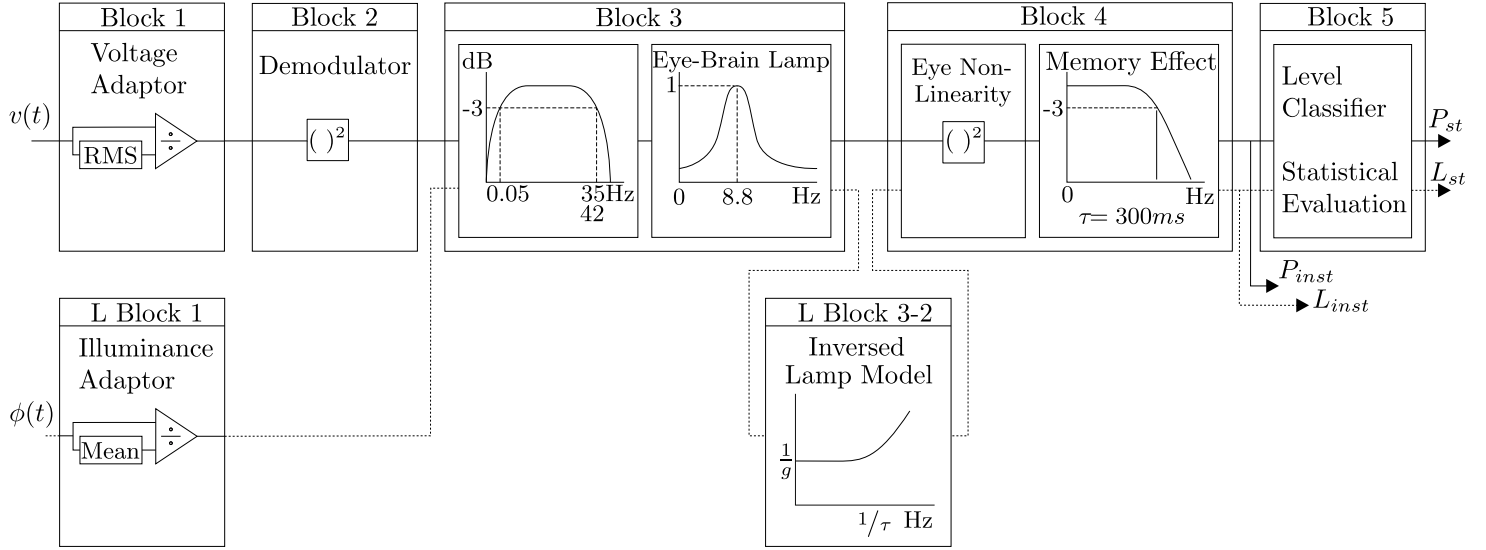 Block 1
Voltage
Adaptor
v(t)
RMS
÷
Block 2
Demodulator
( )²
Block 3
dB
-3
0.05
35Hz
42
Eye-Brain Lamp
1
0
8.8
Hz
Block 4
Eye Non-
Linearity
( )²
Memory Effect
-3
0
Hz
τ= 300ms
Block 5
Level
Classifier
Statistical
Evaluation
P_st
L_st
P_inst
L_inst
L Block 1
Illuminance
Adaptor
ϕ(t)
Mean
÷
L Block 3-2
Inversed
Lamp Model
1/g
1/τ Hz